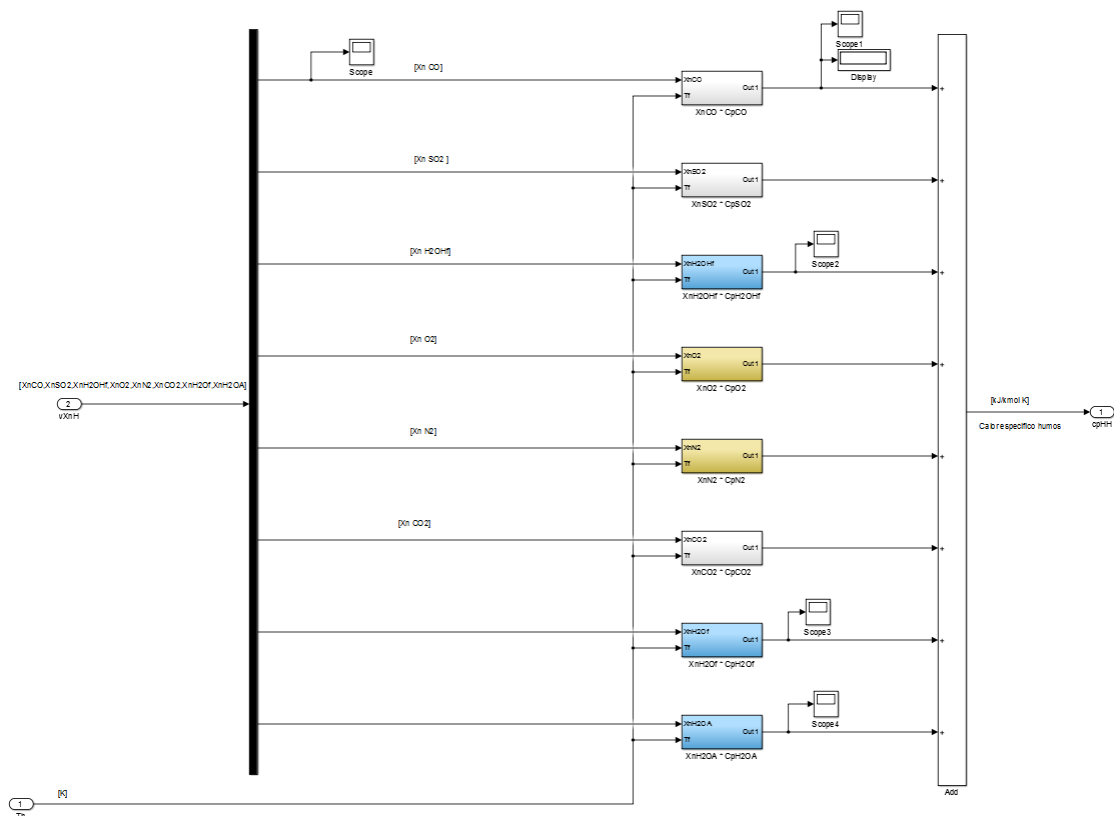 Scope1
Scope
[Xn CO]
Display
XnCO
Tf
Out1
+
XnCO - CpCO
[Xn SO2 ]
XnSO2
Tf
Out1
+
XnSO2 - CpSO2
[Xn H2OHf]
Scope2
XnH2OHf
Tf
Out1
+
XnH2OHf - CpH2OHf
[Xn O2]
XnO2
Tf
Out1
+
XnO2 - CpO2
[XnCO,XnSO2,XnH2OHf,XnO2,XnN2,XnCO2,XnH2Of,XnH2OA]
2
vXnH
[kJ/kmol K]
1
cpHH
Calor especifico humos
[Xn N2]
XnN2
Tf
Out1
+
XnN2 - CpN2
[Xn CO2]
XnCO2
Tf
Out1
+
XnCO2 - CpCO2
Scope3
XnH2Of
Tf
Out1
+
XnH2Of - CpH2Of
Scope4
XnH2OA
Tf
Out1
+
XnH2OA - CpH2OA
Add
[K]
1